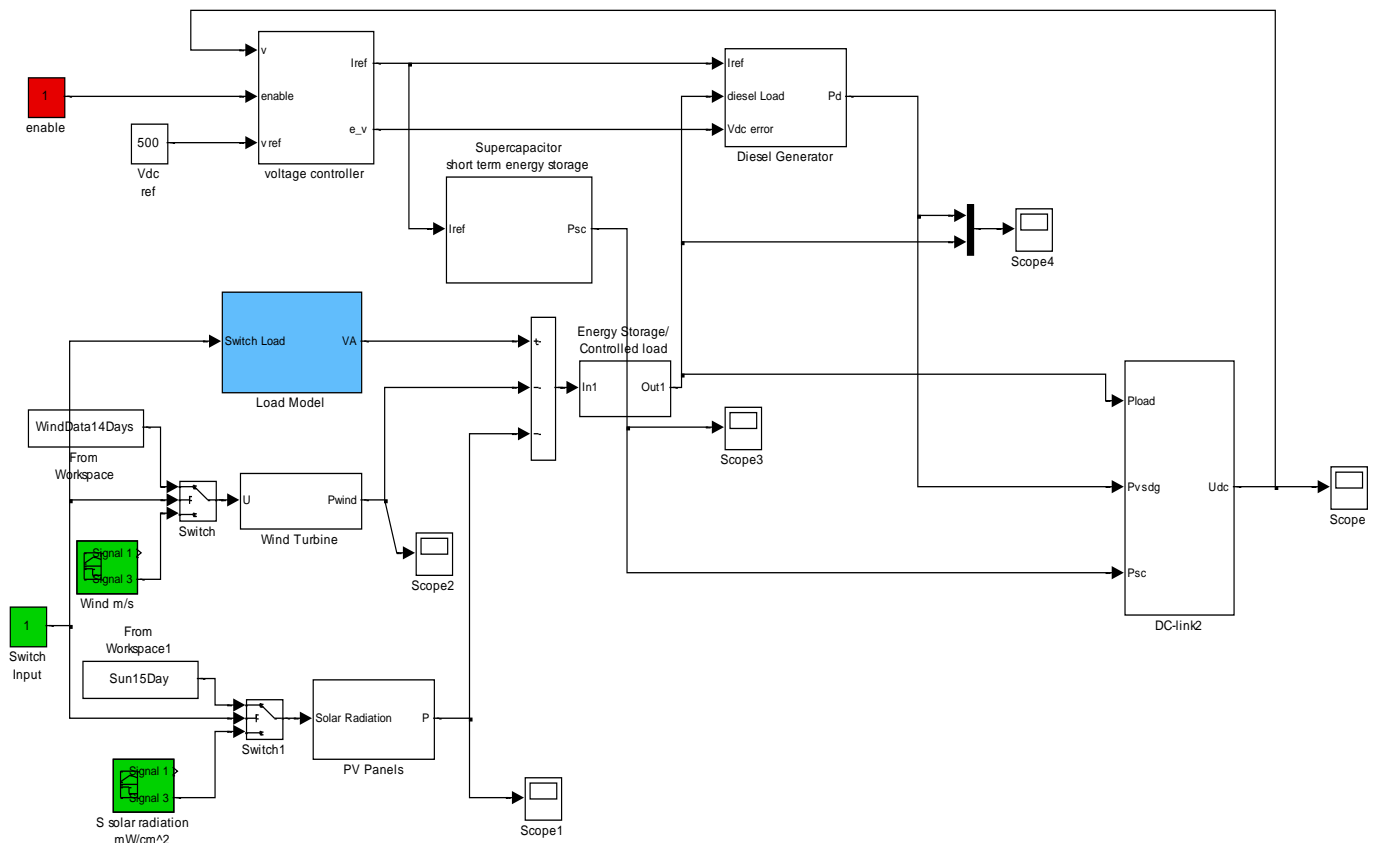 v
Iref
enable
e_v
v ref
voltage controller
1
enable
500
Vdc
ref
Iref
diesel Load
Pd
Vdc error
Diesel Generator
Supercapacitor
short term energy storage
Iref
Psc
Scope4
Switch Load
VA
Load Model
+
-
-
Energy Storage/
Controlled load
In1
Out1
Scope3
Pload
Pvsdg
Udc
Psc
DC-link2
Scope
WindData14Days
From
Workspace
Switch
U
Pwind
Wind Turbine
Scope2
Signal 1
Signal 3
Wind m/s
1
Switch
Input
From
Workspace1
Sun15Day
Switch1
Solar Radiation
P
PV Panels
Signal 1
Signal 3
S solar radiation
mW/cm^2
Scope1